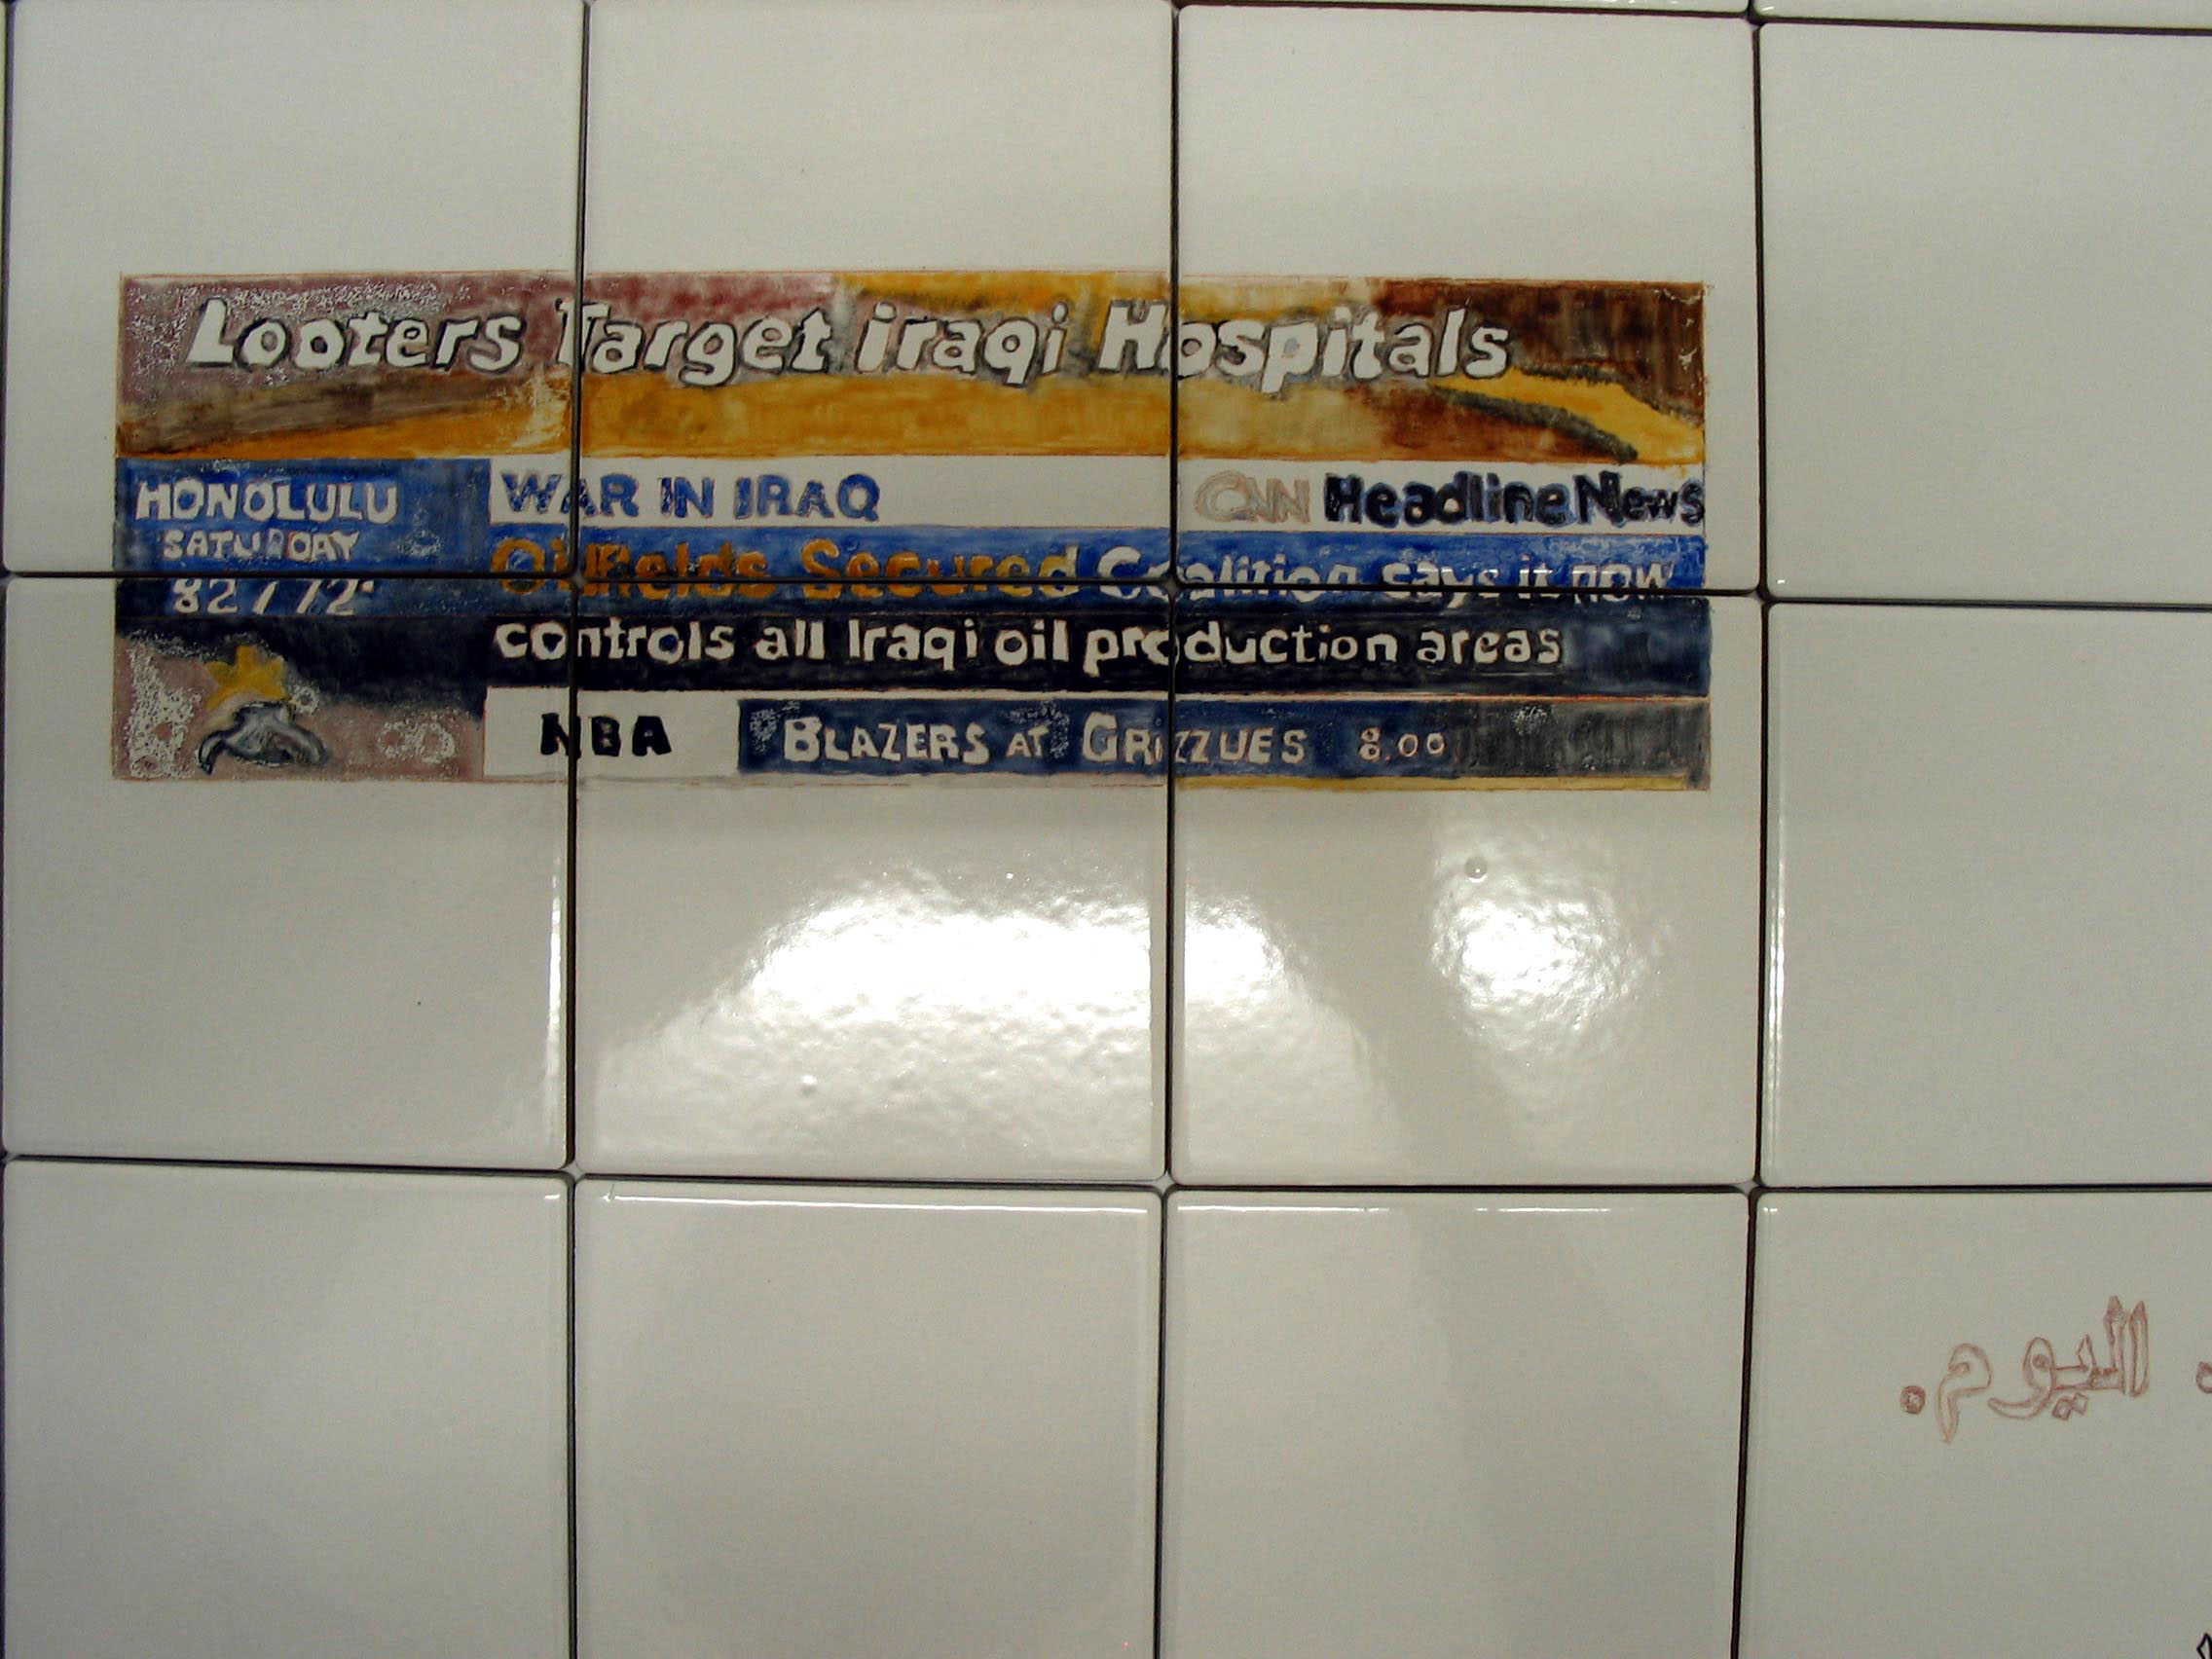 Looters Target iraqi Hospitals
HONOLULU
SATURDAY
82 / 72°
WAR IN IRAQ
CNN Headline News
Oilfields Secured Coalition says it now
controls all Iraqi oil production areas
NBA
BLAZERS AT GRIZZLIES 8.00
اليوم.